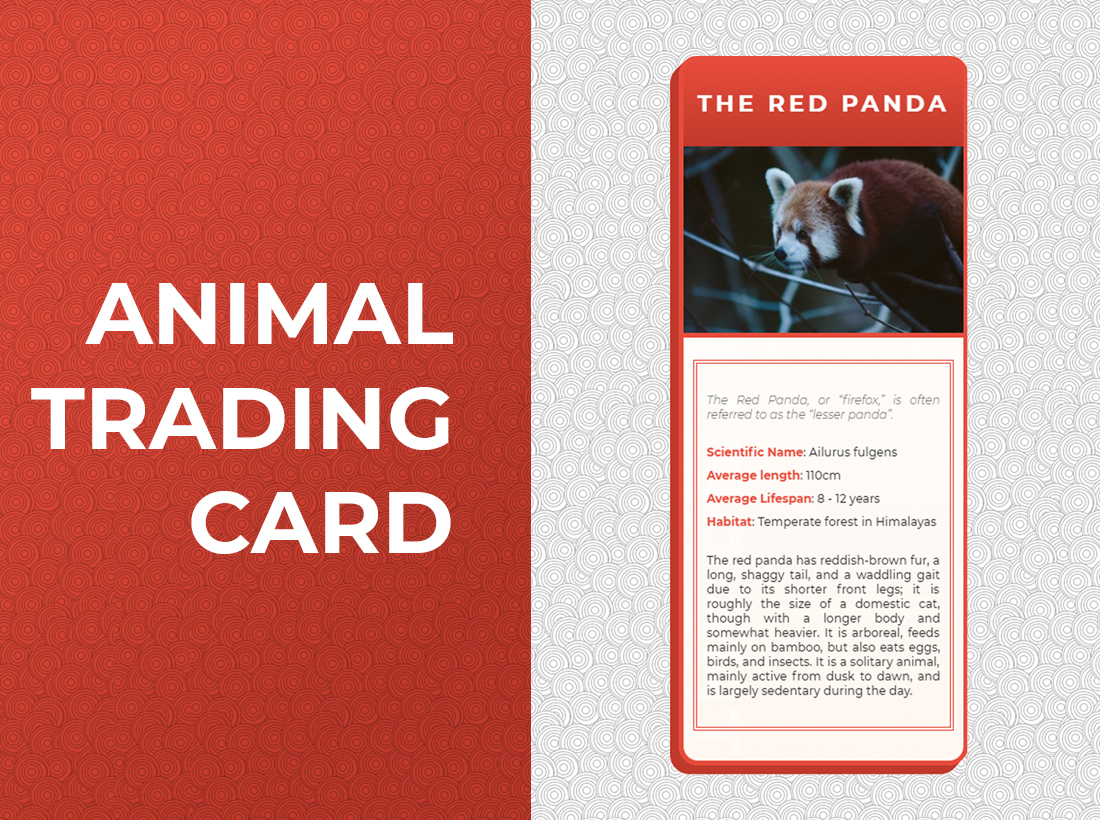 ANIMAL
TRADING
CARD
THE RED PANDA
The Red Panda, or “firefox,” is often
referred to as the “lesser panda”.
Scientific Name: Ailurus fulgens
Average length: 110cm
Average Lifespan: 8 - 12 years
Habitat: Temperate forest in Himalayas
The red panda has reddish-brown fur, a
long, shaggy tail, and a waddling gait
due to its shorter front legs; it is
roughly the size of a domestic cat,
though with a longer body and
somewhat heavier. It is arboreal, feeds
mainly on bamboo, but also eats eggs,
birds, and insects. It is a solitary animal,
mainly active from dusk to dawn, and
is largely sedentary during the day.